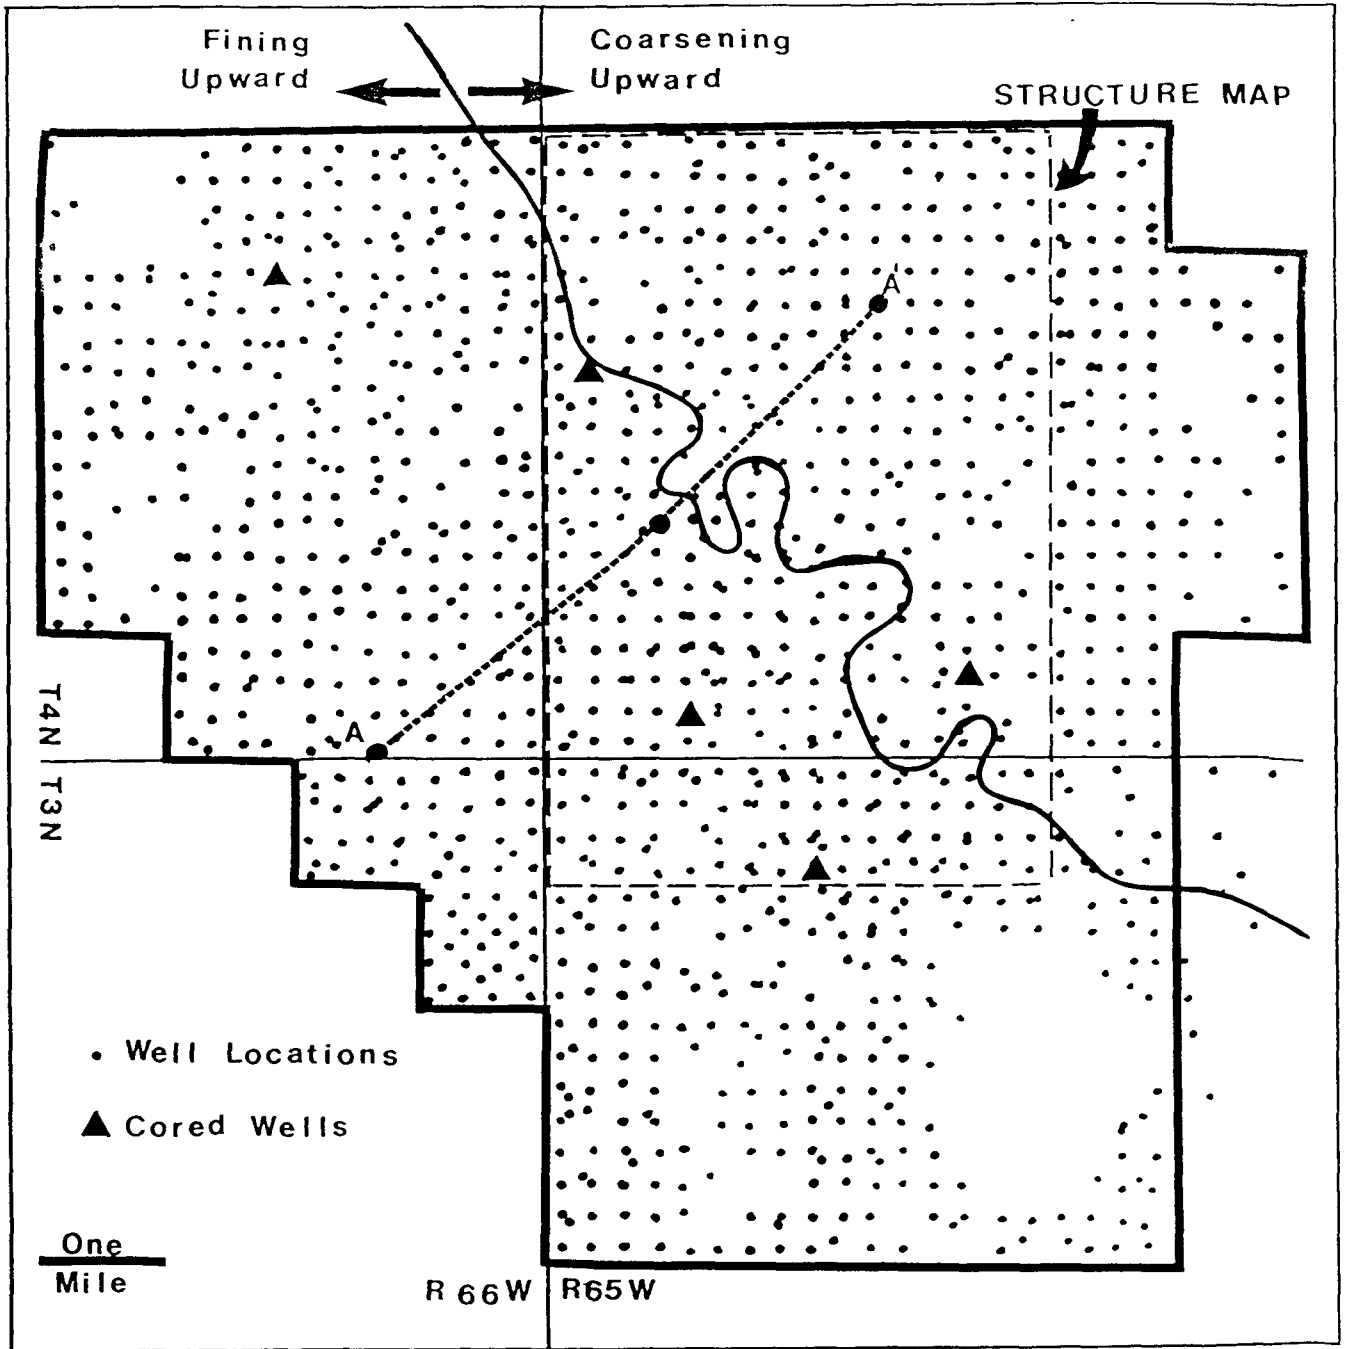 Fining
Upward
Coarsening
Upward
STRUCTURE MAP
A'
A
T4N
T3N
Well Locations
Cored Wells
One
Mile
R 66W
R65W